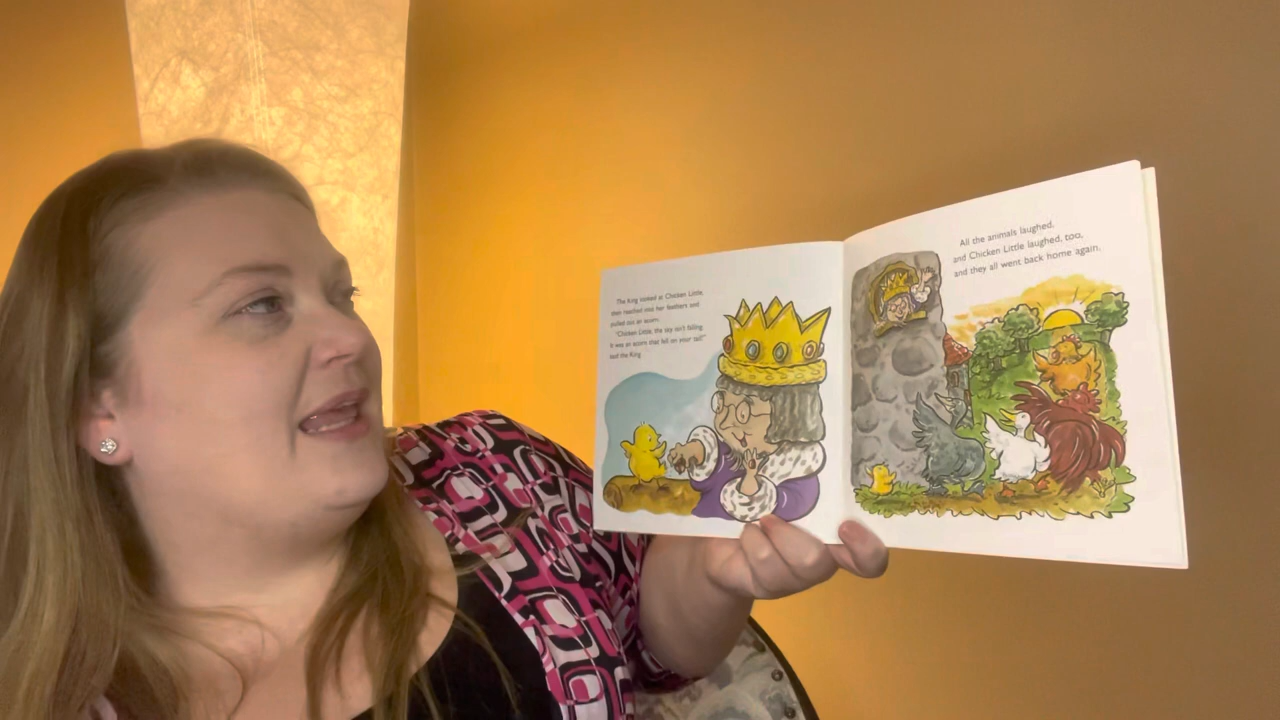 The King looked at Chicken Little,
then reached into her feathers and
pulled out an acorn.
"Chicken Little, the sky isn't falling.
It was an acorn that fell on your tail!"
said the King.
All the animals laughed,
and Chicken Little laughed, too,
and they all went back home again.